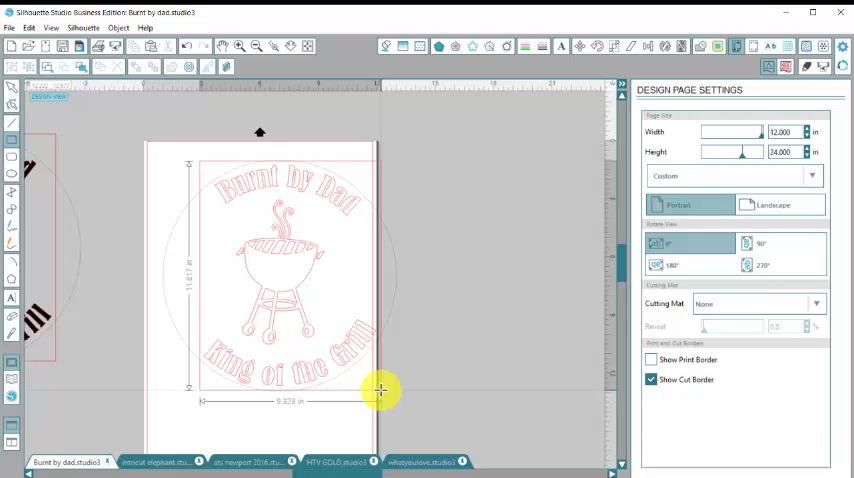 Silhouette Studio Business Edition: Burnt by dad.studio3
File Edit View Silhouette Object Help
DESIGN VIEW
DESIGN PAGE SETTINGS
Page Size
Width 12.000 in
Height 24.000 in
Custom
Portrait Landscape
Rotate View
0° 90°
180° 270°
Cutting Mat
Cutting Mat None
Reveal 0.0 %
Print and Cut Borders
Show Print Border
Show Cut Border
Burnt by Dad
11.817 in
King of the Grill
9.323 in
Burnt by dad.studio3 intricut elephant.stu... ats newport 2016.stu... HTV GOLD.studio3 whatyoulove.studio3